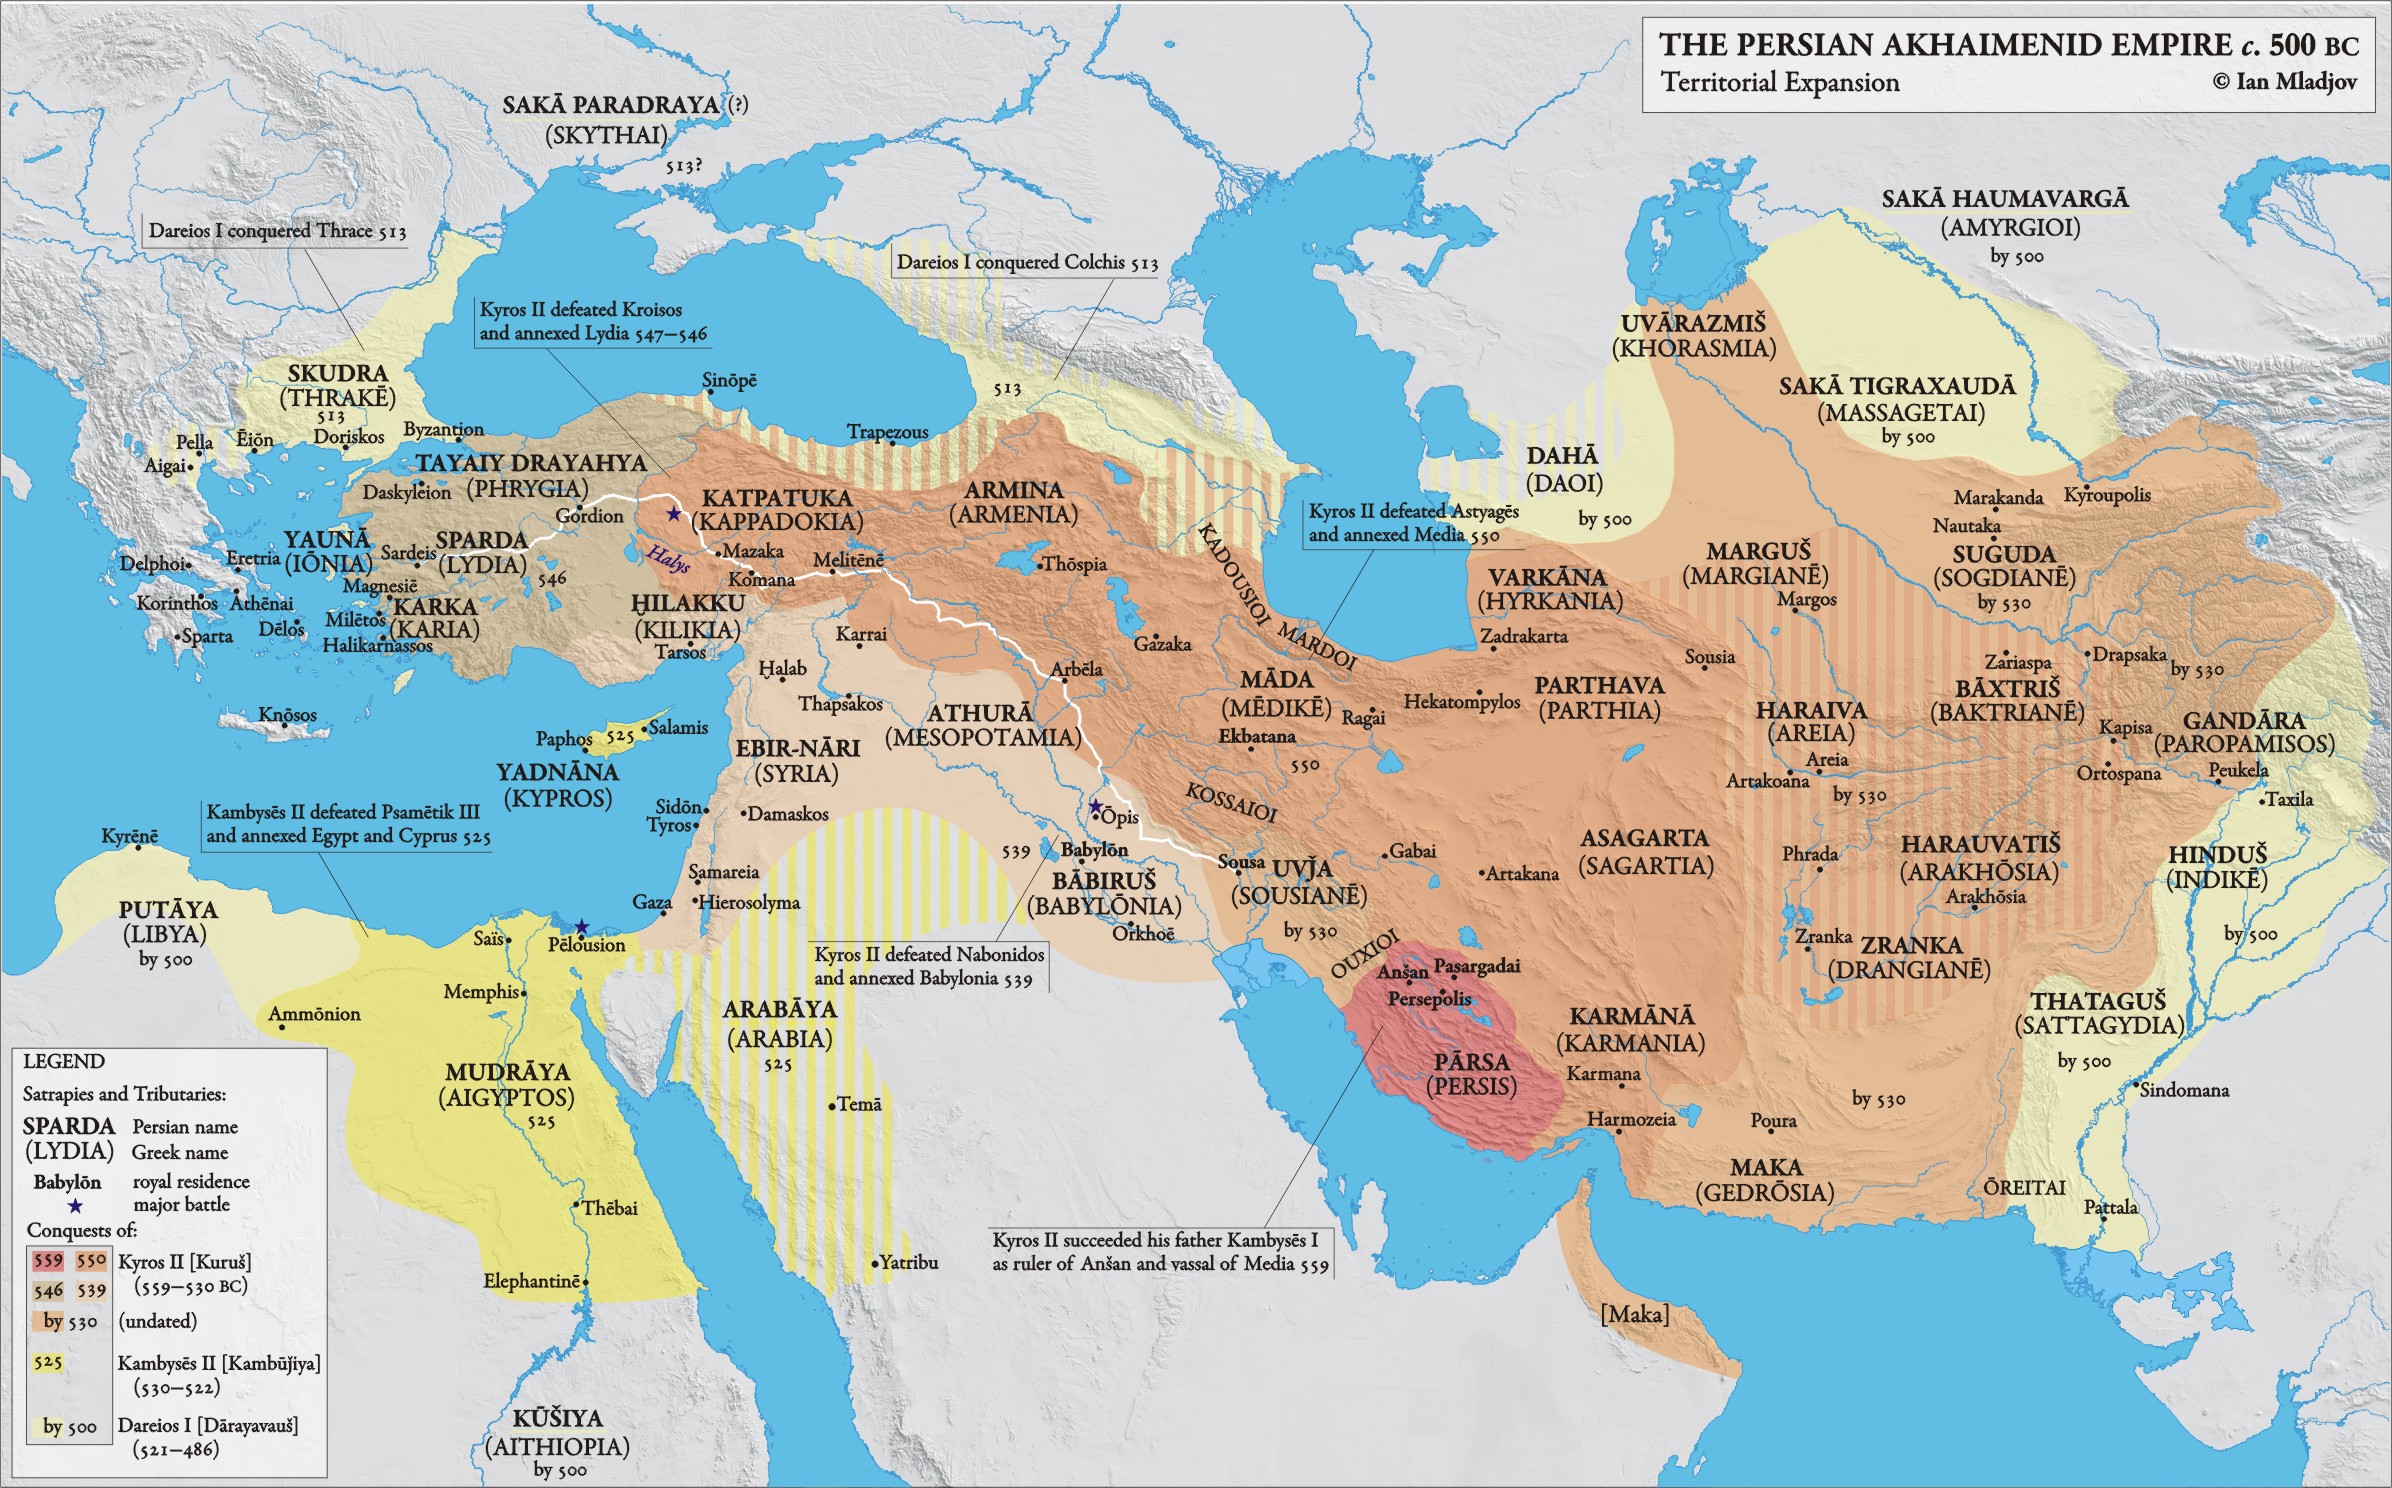 THE PERSIAN AKHAIMENID EMPIRE c. 500 BC
Territorial Expansion
© Ian Mladjov
SAKĀ PARADRAYA (?)
(SKYTHAI)
513?
SAKĀ HAUMAVARGĀ
(AMYRGIOI)
by 500
Dareios I conquered Thrace 513
Dareios I conquered Colchis 513
Kyros II defeated Kroisos
and annexed Lydia 547–546
UVĀRAZMIŠ
(KHORASMIA)
SAKĀ TIGRAXAUDĀ
(MASSAGETAI)
by 500
SKUDRA
(THRAKĒ)
513
Sinōpē
513
Pella
Aigai
Ēiōn
Doriskos
Byzantion
Trapezous
DAHĀ
(DAOI)
by 500
TAYAIY DRAYAHYA
(PHRYGIA)
Daskyleion
Gordion
KATPATUKA
(KAPPADOKIA)
ARMINA
(ARMENIA)
Kyros II defeated Astyagēs
and annexed Media 550
Marakanda
Kyroupolis
Nautaka
SUGUDA
(SOGDIANĒ)
by 530
YAUNĀ
(IŌNIA)
Sardeis
SPARDA
(LYDIA)
546
Halys
Mazaka
Komana
Melitēnē
Thōspia
KADOUSIOI
MARDOI
VARKĀNA
(HYRKANIA)
Zadrakarta
MARGUŠ
(MARGIANĒ)
Margos
Delphoi
Eretria
Korinthos
Athēnai
Sparta
Dēlos
Magnesiē
Milētos
Halikarnassos
KARKA
(KARIA)
ḪILAKKU
(KILIKIA)
Tarsos
Karrai
Ḫalab
Thapsakos
Arbēla
Gazaka
MĀDA
(MĒDIKĒ)
Ragai
Ekbatana
550
Hekatompylos
PARTHAVA
(PARTHIA)
Sousia
Zariaspa
BĀXTRIŠ
(BAKTRIANĒ)
Drapsaka
by 530
HARAIVA
(AREIA)
Areia
Artakoana
by 530
Kapisa
Ortospana
GANDĀRA
(PAROPAMISOS)
Peukela
Taxila
Knōsos
Paphos
525
Salamis
YADNĀNA
(KYPROS)
EBIR-NĀRI
(SYRIA)
ATHURĀ
(MESOPOTAMIA)
KOSSAIOI
Kambysēs II defeated Psamētik III
and annexed Egypt and Cyprus 525
Kyrēnē
Sidōn
Tyros
Damaskos
Samareia
Hierosolyma
Gaza
Ōpis
539
Babylōn
BĀBIRUŠ
(BABYLŌNIA)
Orkhoē
Sousa
UVJ̌A
(SOUSIANĒ)
by 530
OUXIOI
Gabai
Artakana
ASAGARTA
(SAGARTIA)
Phrada
HARAUVATIŠ
(ARAKHŌSIA)
Arakhōsia
Zranka
ZRANKA
(DRANGIANĒ)
HINDUŠ
(INDIKĒ)
by 500
PUTĀYA
(LIBYA)
by 500
Saïs
Pēlousion
Memphis
Ammōnion
Kyros II defeated Nabonidos
and annexed Babylonia 539
ARABĀYA
(ARABIA)
525
Temā
Yatribu
MUDRĀYA
(AIGYPTOS)
525
Thēbai
Elephantinē
KŪŠIYA
(AITHIOPIA)
by 500
Anšan
Pasargadai
Persepolis
PĀRSA
(PERSIS)
KARMĀNĀ
(KARMANIA)
Karmana
Harmozeia
Poura
by 530
MAKA
(GEDRŌSIA)
THATAGUŠ
(SATTAGYDIA)
by 500
Sindomana
ŌREITAI
Pattala
[Maka]
Kyros II succeeded his father Kambysēs I
as ruler of Anšan and vassal of Media 559
LEGEND
Satrapies and Tributaries:
SPARDA Persian name
(LYDIA) Greek name
Babylōn royal residence
major battle
Conquests of:
559 550 Kyros II [Kuruš]
546 539 (559–530 BC)
by 530 (undated)
525 Kambysēs II [Kambūjiya]
(530–522)
by 500 Dareios I [Dārayavauš]
(521–486)